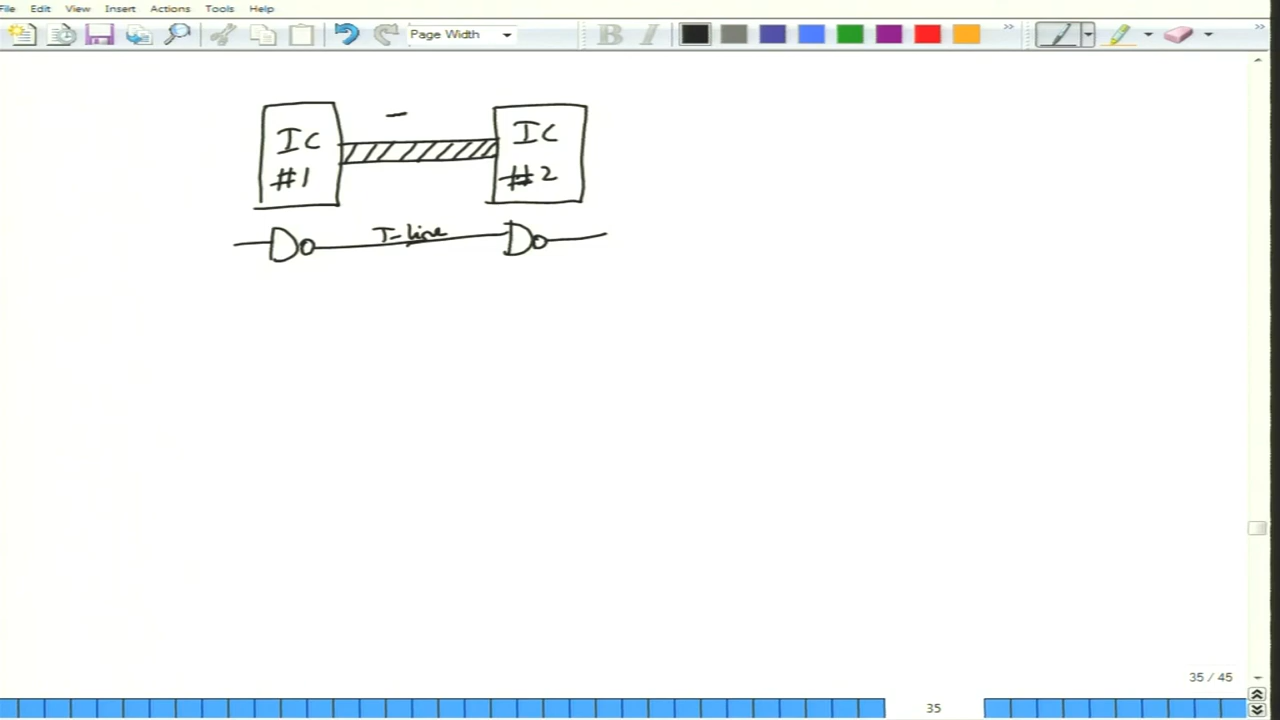 File Edit View Insert Actions Tools Help
Page Width B I
IC IC
#1 #2
T-line
35 / 45
35